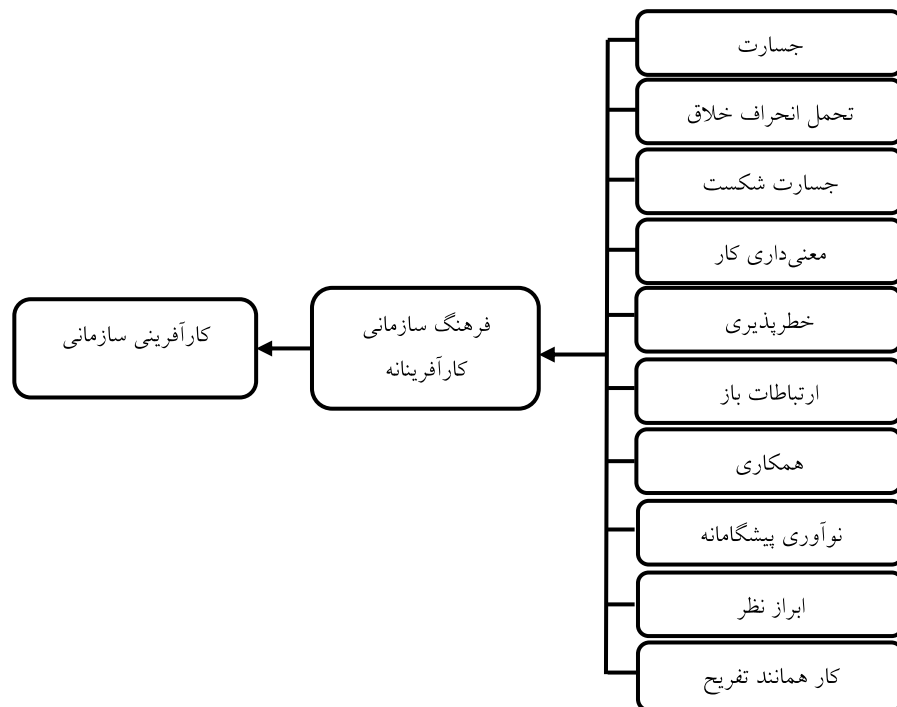 جسارت
تحمل انحراف خلاق
جسارت شکست
معنی‌داری کار
خطرپذیری
ارتباطات باز
همکاری
نوآوری پیشگامانه
ابراز نظر
کار همانند تفریح
فرهنگ سازمانی
کارآفرینانه
کارآفرینی سازمانی